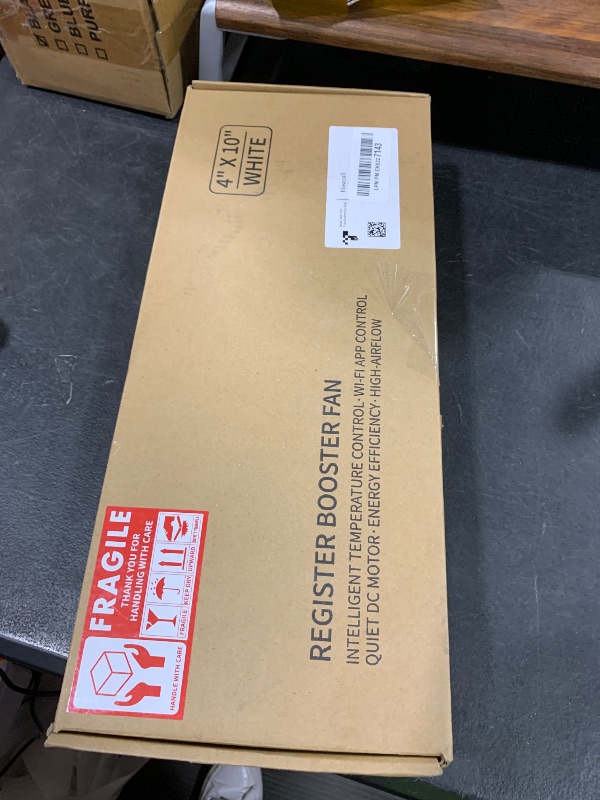 4" X 10"
WHITE
7143
REGISTER BOOSTER FAN
INTELLIGENT TEMPERATURE CONTROL · WI-FI APP CONTROL
QUIET DC MOTOR · ENERGY EFFICIENCY · HIGH-AIRFLOW
FRAGILE
THANK YOU FOR
HANDLING WITH CARE
FRAGILE
KEEP DRY
UPWARD
HANDLE WITH CARE